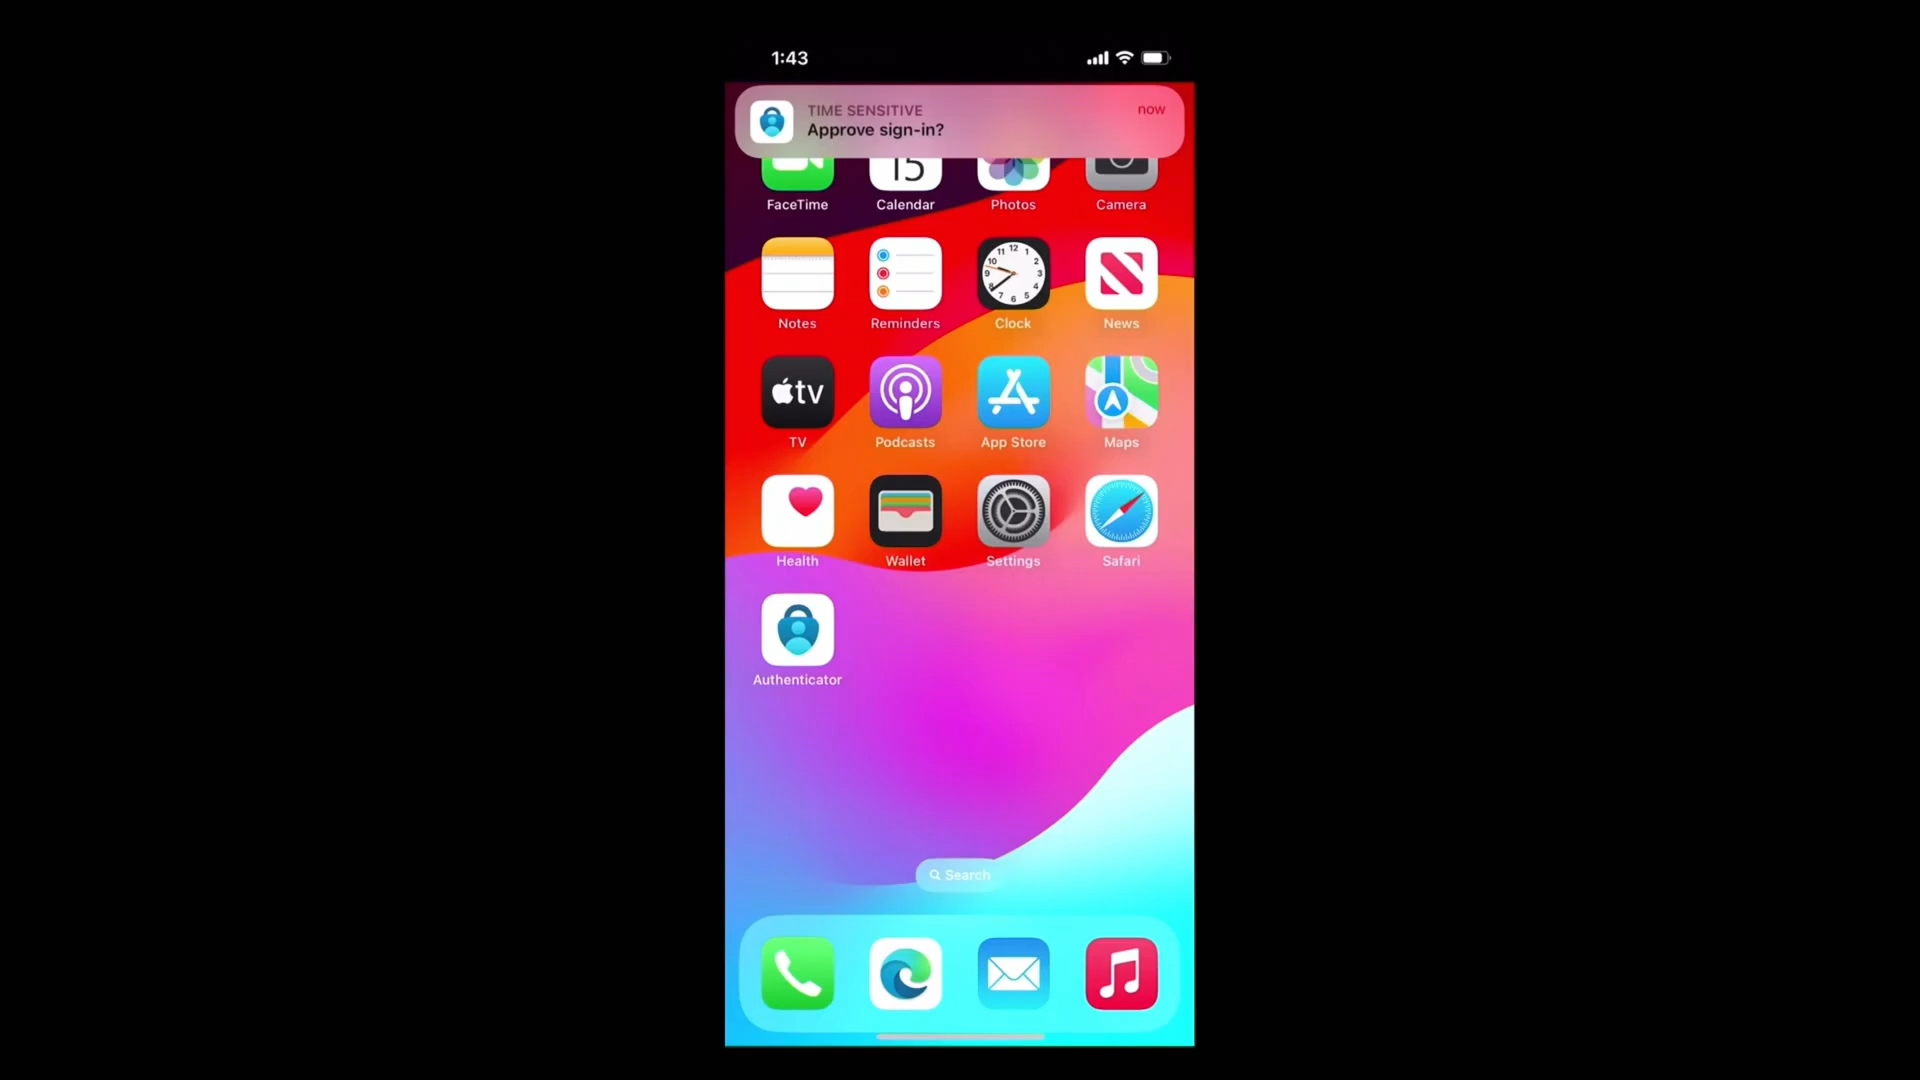 1:43
TIME SENSITIVE
now
Approve sign-in?
15
FaceTime
Calendar
Photos
Camera
Notes
Reminders
Clock
News
tv
TV
Podcasts
App Store
Maps
Health
Wallet
Settings
Safari
Authenticator
Search